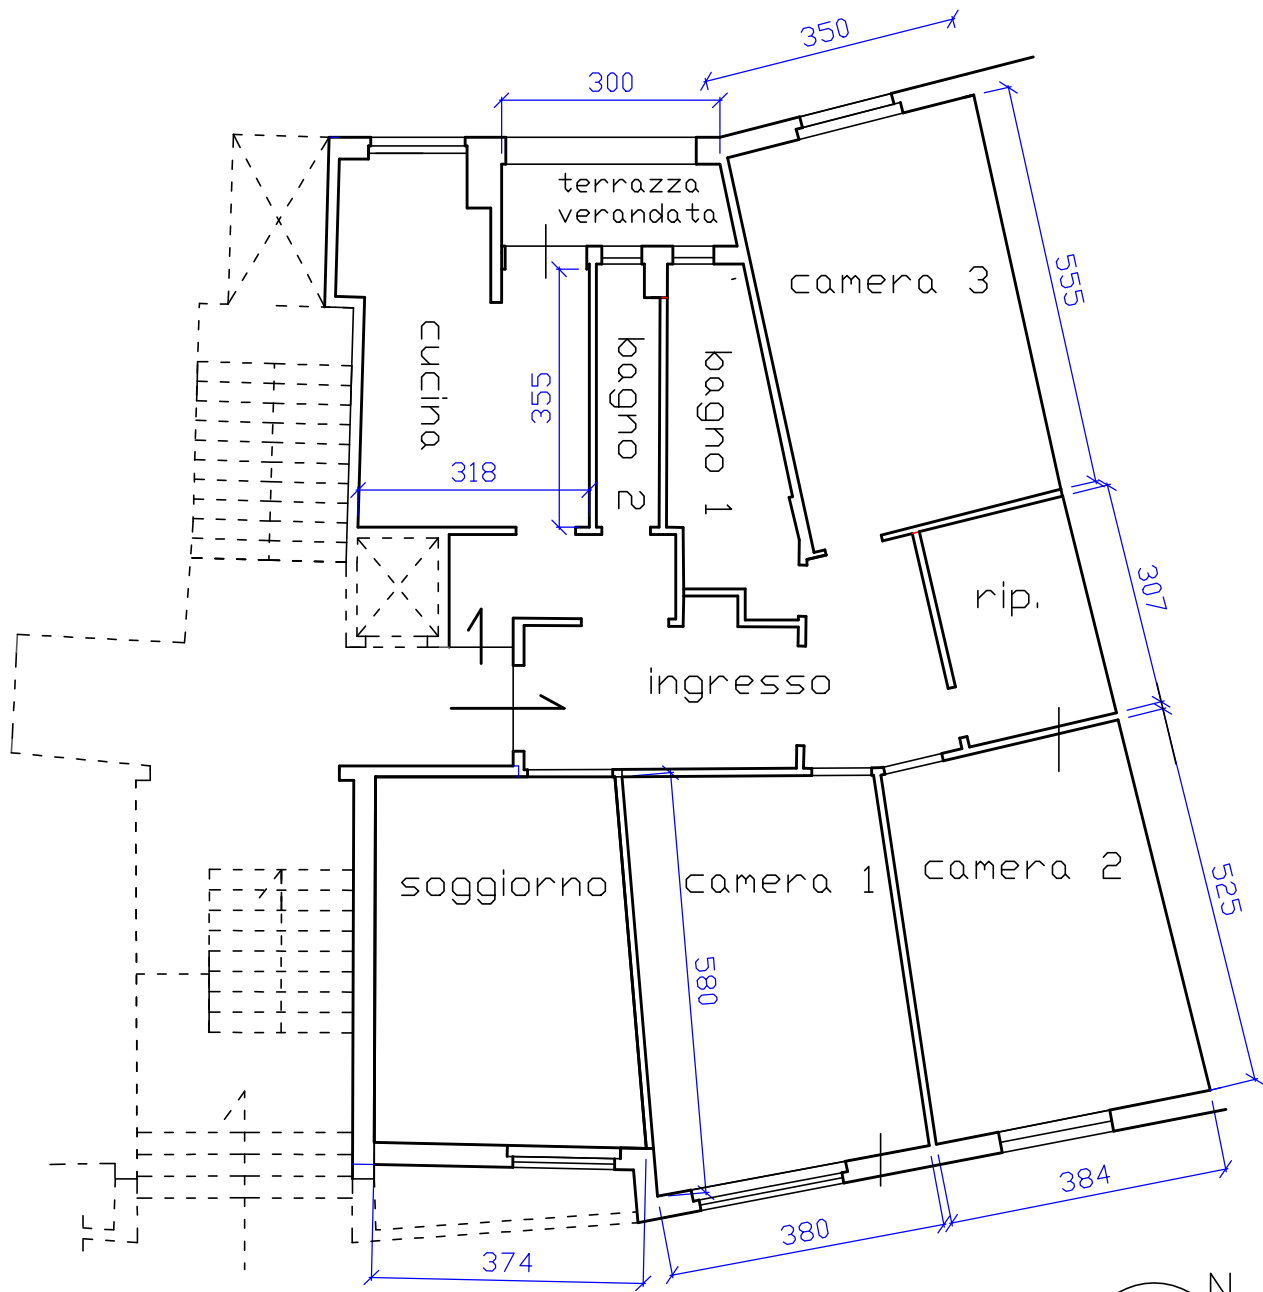 350
300
terrazza
verandata
555
camera 3
cucina
bagno 2
bagno 1
355
318
rip.
307
ingresso
soggiorno
camera 1
camera 2
525
580
384
380
374
N